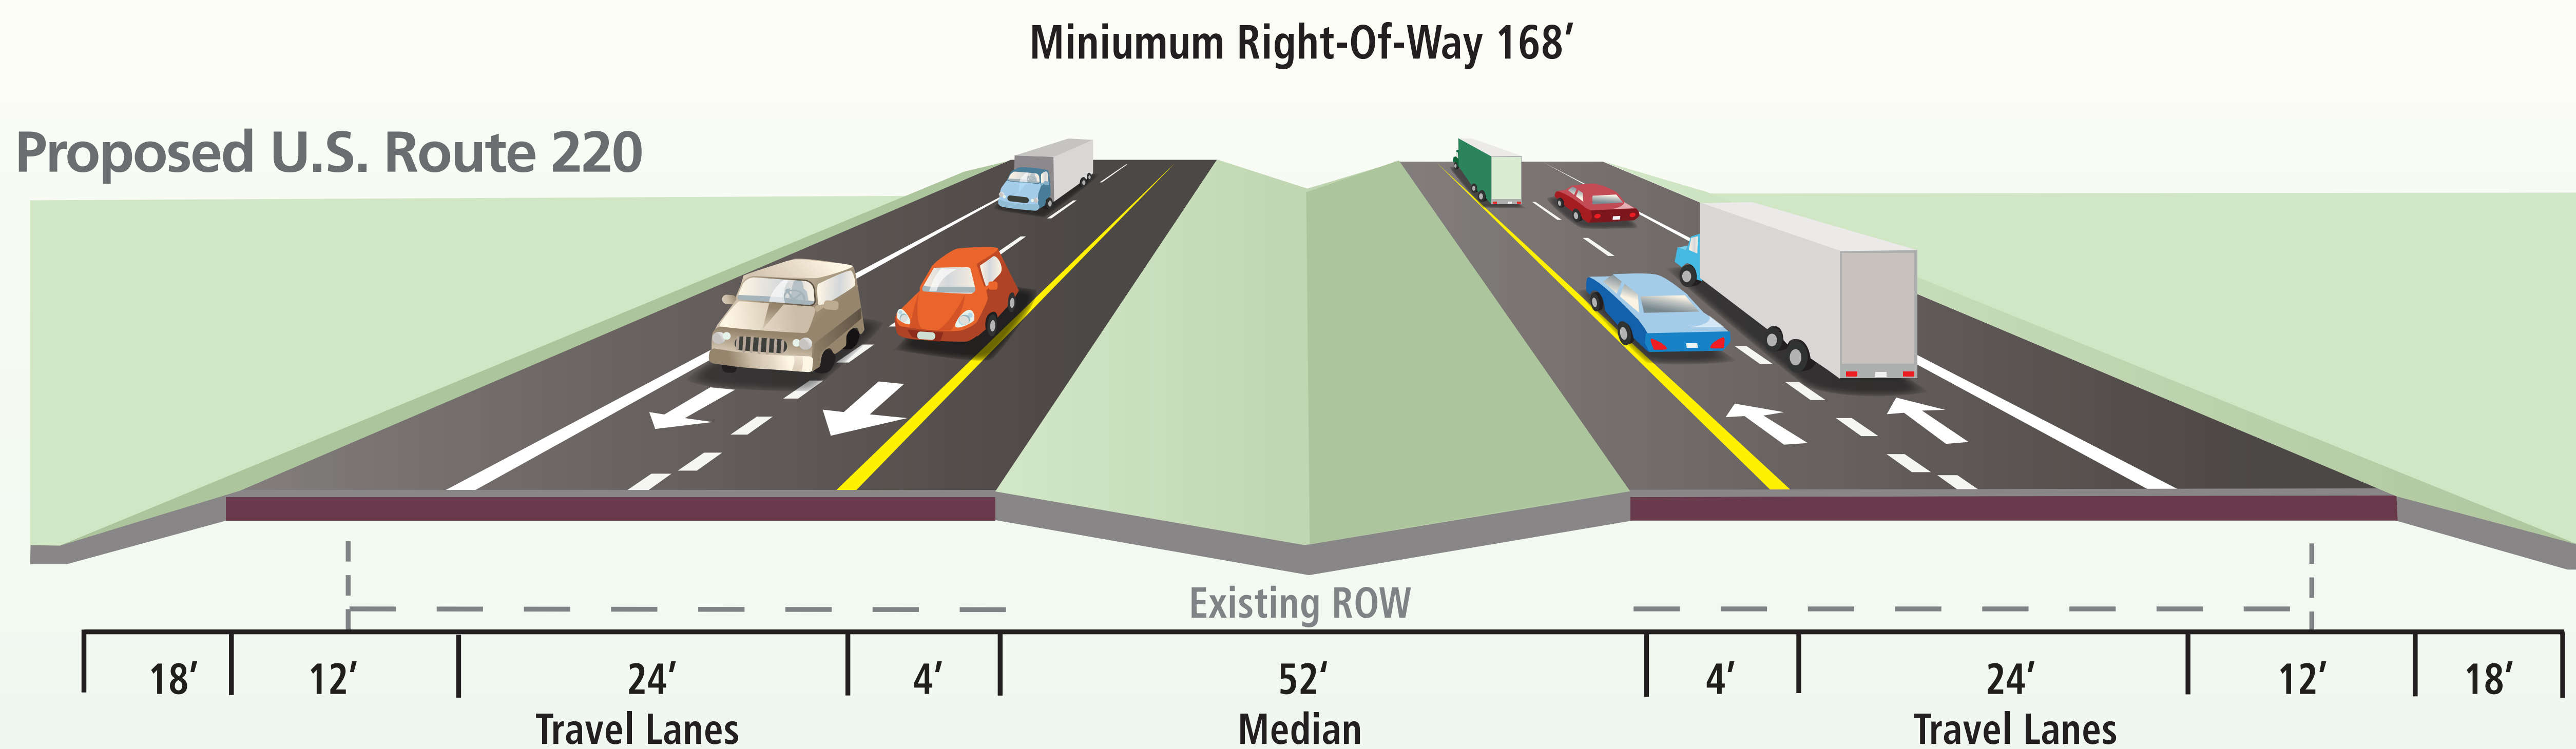 Miniumum Right-Of-Way 168’
Proposed U.S. Route 220
Existing ROW
18’ 12’ 24’ 4’ 52‘ 4’ 24’ 12’ 18’
Travel Lanes Median Travel Lanes